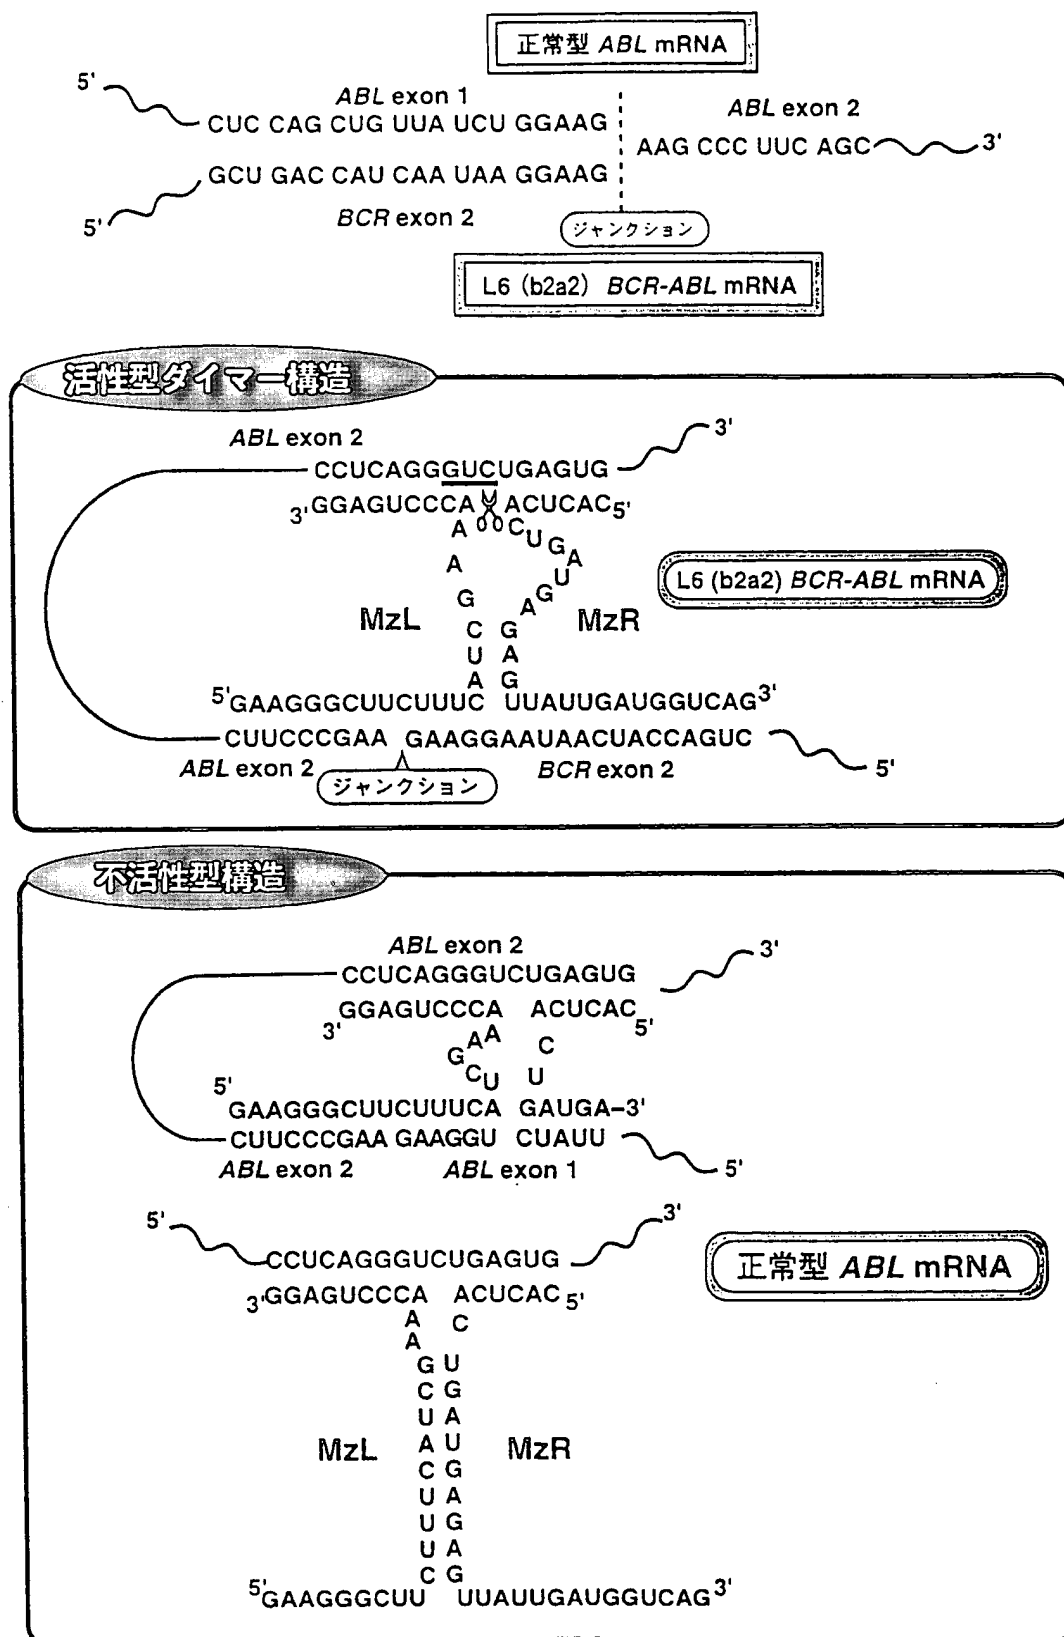 正常型 ABL mRNA
5'
ABL exon 1
ABL exon 2
CUC CAG CUG UUA UCU GGAAG
AAG CCC UUC AGC
3'
GCU GAC CAU CAA UAA GGAAG
5'
BCR exon 2
ジャンクション
L6 (b2a2) BCR-ABL mRNA
活性型ダイマー構造
ABL exon 2
3'
CCUCAGGGUCUGAGUG
3'GGAGUCCCA ACUCAC5'
A CU
G
A
A
U
G
G
A
L6 (b2a2) BCR-ABL mRNA
MzL
MzR
C G
U A
A G
5'GAAGGGCUUCUUUC UUAUUGAUGGUCAG3'
CUUCCCGAA GAAGGAAUAACUACCAGUC
5'
ABL exon 2
ジャンクション
BCR exon 2
不活性型構造
ABL exon 2
3'
CCUCAGGGUCUGAGUG
GGAGUCCCA ACUCAC
3'
5'
A A
G
C
C
U
U
5'
GAAGGGCUUCUUUCA GAUGA-3'
CUUCCCGAA GAAGGU CUAUU
5'
ABL exon 2
ABL exon 1
5'
3'
CCUCAGGGUCUGAGUG
3'GGAGUCCCA ACUCAC5'
A C
A
G U
C G
U A
A U
C G
U A
U G
U A
C G
MzL
MzR
正常型 ABL mRNA
5'GAAGGGCUU UUAUUGAUGGUCAG3'